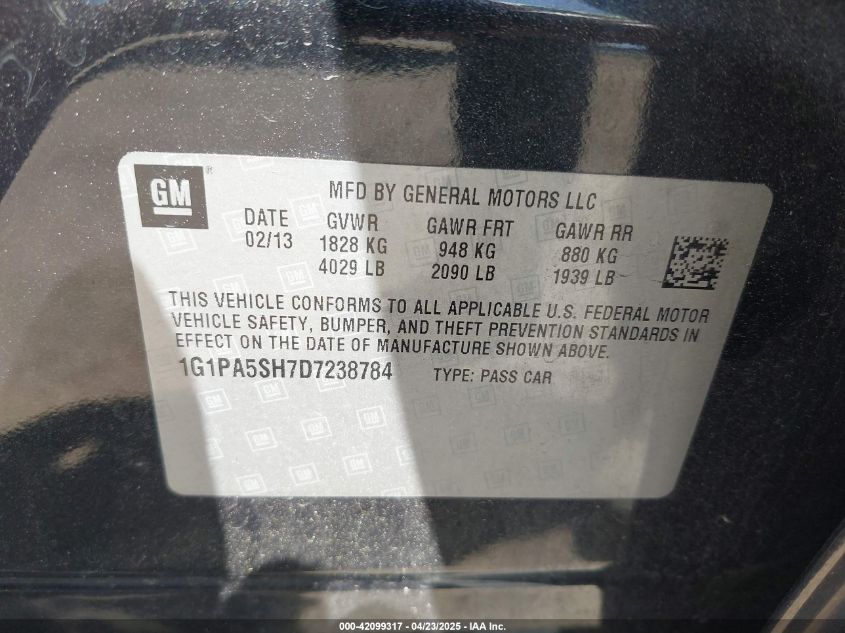 GM
MFD BY GENERAL MOTORS LLC
DATE GVWR GAWR FRT GAWR RR
02/13 1828 KG 948 KG 880 KG
4029 LB 2090 LB 1939 LB
THIS VEHICLE CONFORMS TO ALL APPLICABLE U.S. FEDERAL MOTOR
VEHICLE SAFETY, BUMPER, AND THEFT PREVENTION STANDARDS IN
EFFECT ON THE DATE OF MANUFACTURE SHOWN ABOVE.
1G1PA5SH7D7238784 TYPE: PASS CAR
000-42099317 - 04/23/2025 - IAA Inc.